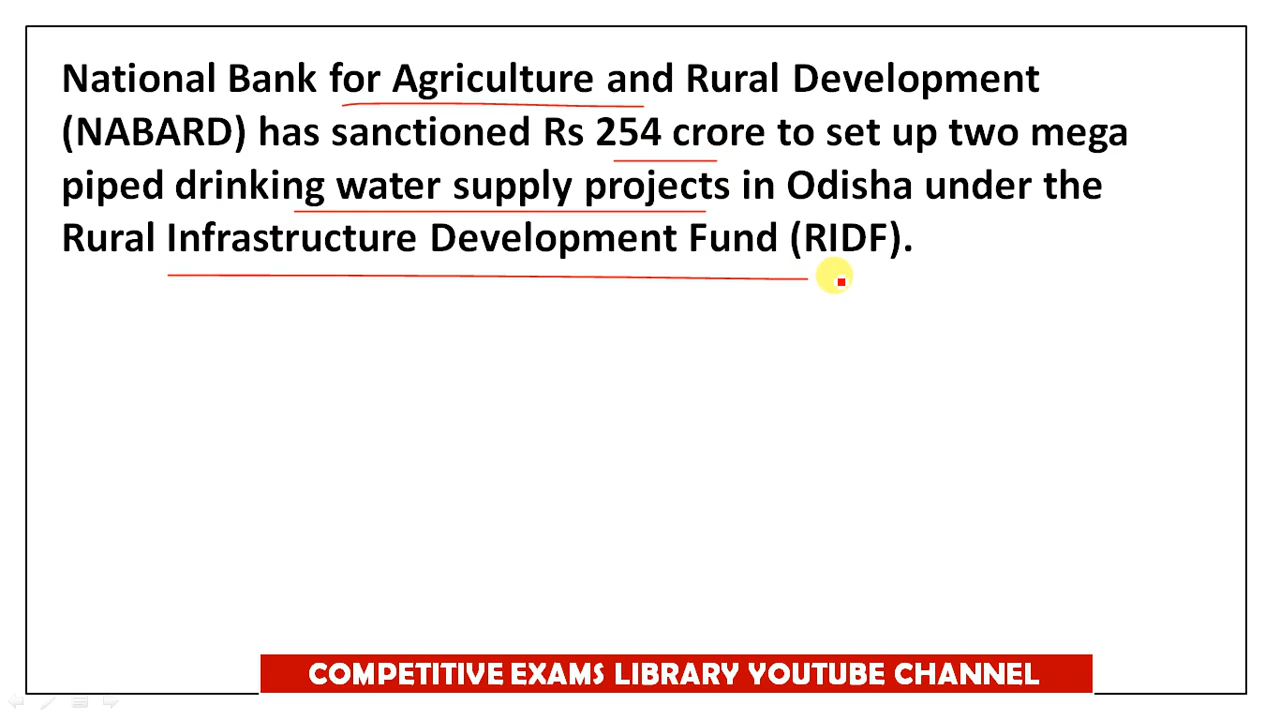 National Bank for Agriculture and Rural Development
(NABARD) has sanctioned Rs 254 crore to set up two mega
piped drinking water supply projects in Odisha under the
Rural Infrastructure Development Fund (RIDF).
COMPETITIVE EXAMS LIBRARY YOUTUBE CHANNEL